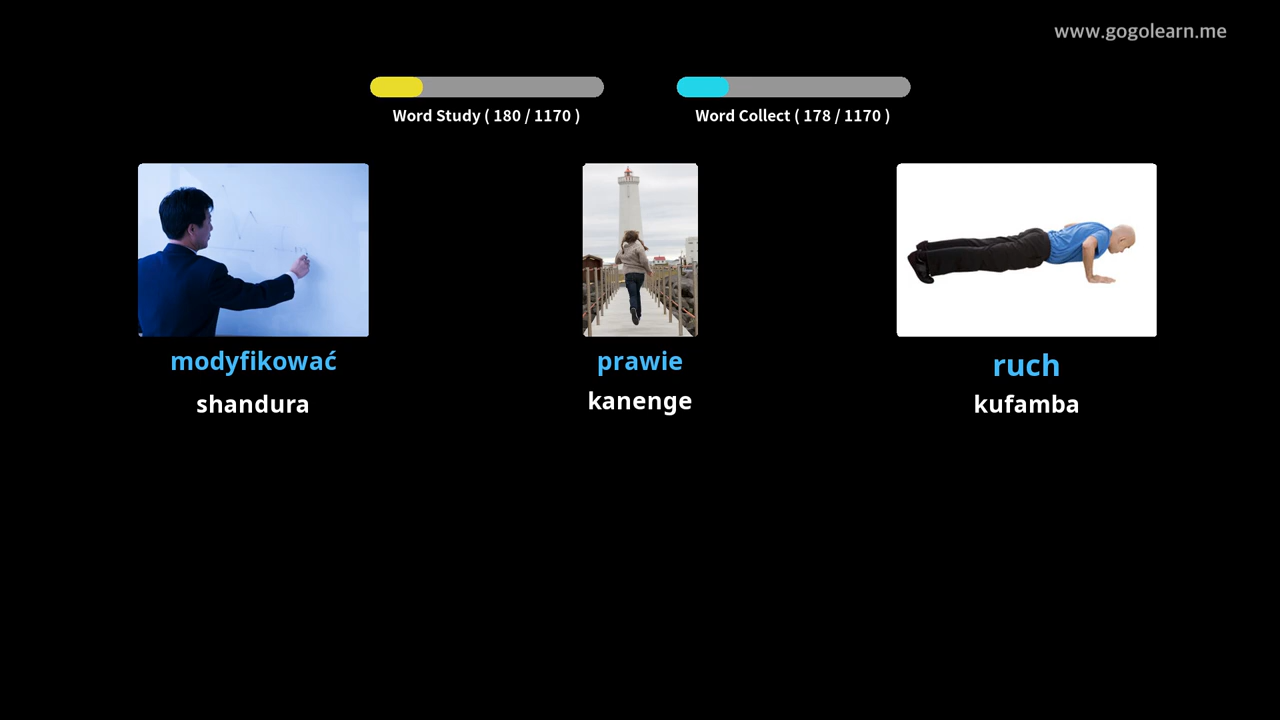 www.gogolearn.me
Word Study ( 180 / 1170 )
Word Collect ( 178 / 1170 )
modyfikować
prawie
ruch
shandura
kanenge
kufamba